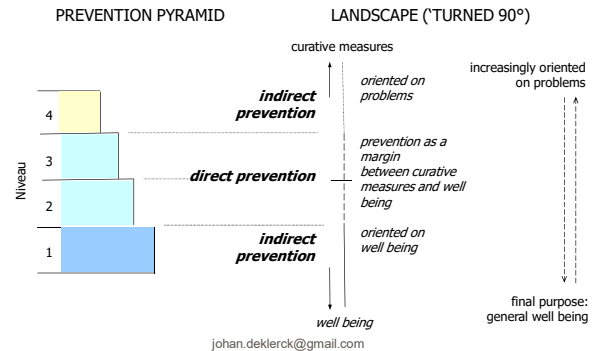 PREVENTION PYRAMID
LANDSCAPE (‘TURNED 90°)
curative measures
increasingly oriented
on problems
oriented on
problems
indirect
prevention
4
prevention as a
margin
between curative
measures and well
being
3
direct prevention
Niveau
2
oriented on
well being
indirect
prevention
1
final purpose:
general well being
well being
johan.deklerck@gmail.com